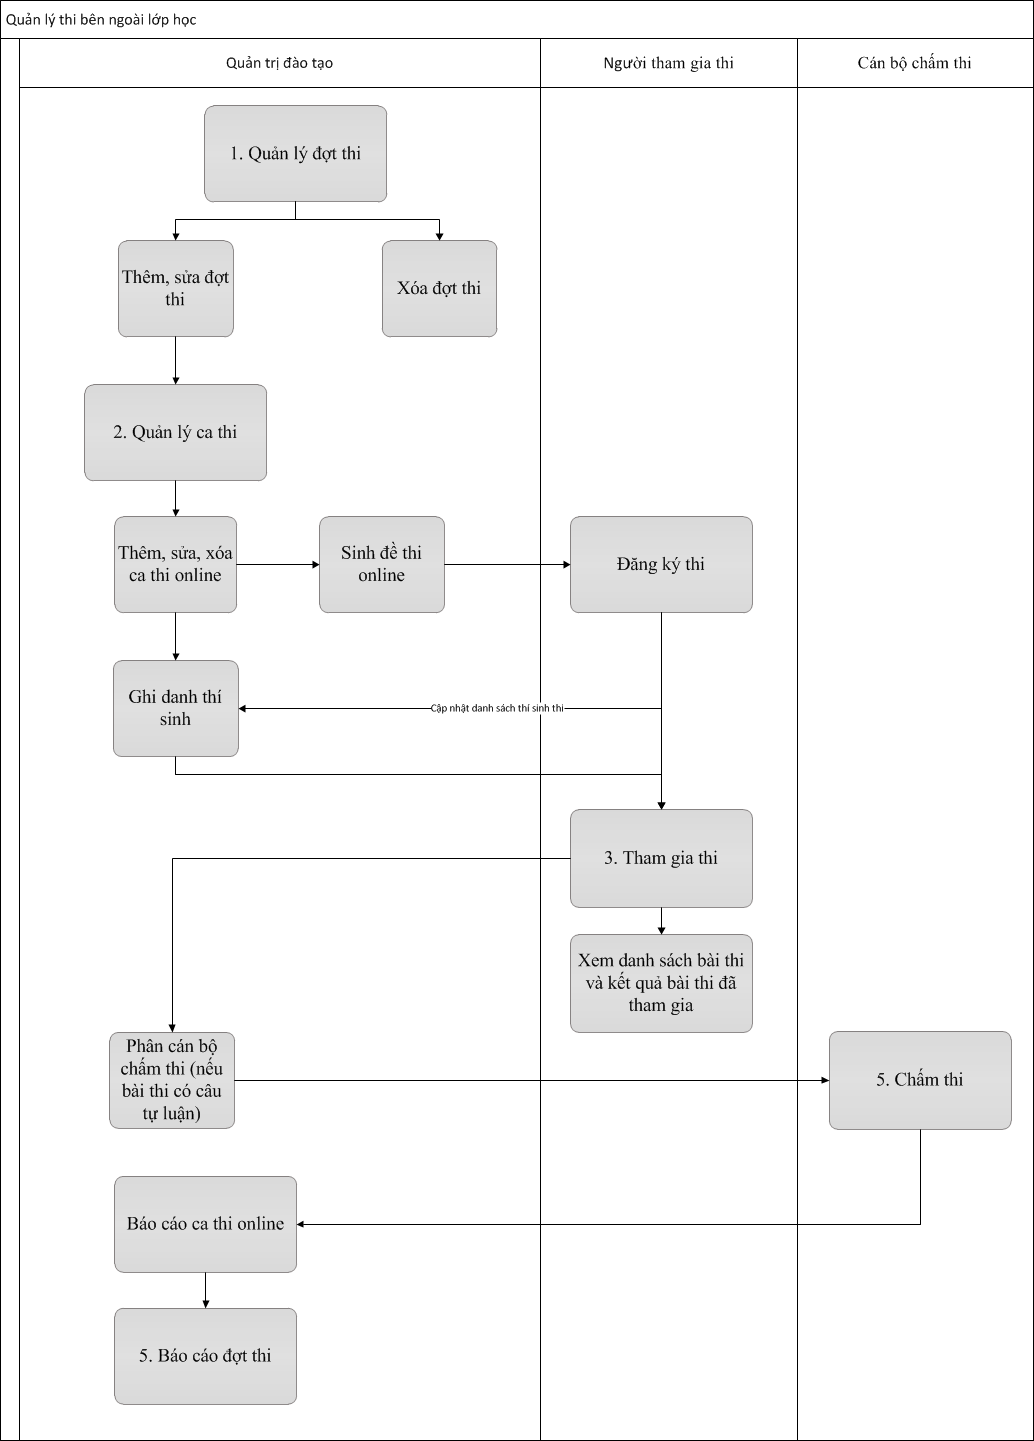 Quản lý thi bên ngoài lớp học
Quản trị đào tạo
Người tham gia thi
Cán bộ chấm thi
1. Quản lý đợt thi
Thêm, sửa đợt
thi
Xóa đợt thi
2. Quản lý ca thi
Thêm, sửa, xóa
ca thi online
Sinh đề thi
online
Đăng ký thi
Ghi danh thí
sinh
Cập nhật danh sách thí sinh thi
3. Tham gia thi
Xem danh sách bài thi
và kết quả bài thi đã
tham gia
Phân cán bộ
chấm thi (nếu
bài thi có câu
tự luận)
5. Chấm thi
Báo cáo ca thi online
5. Báo cáo đợt thi